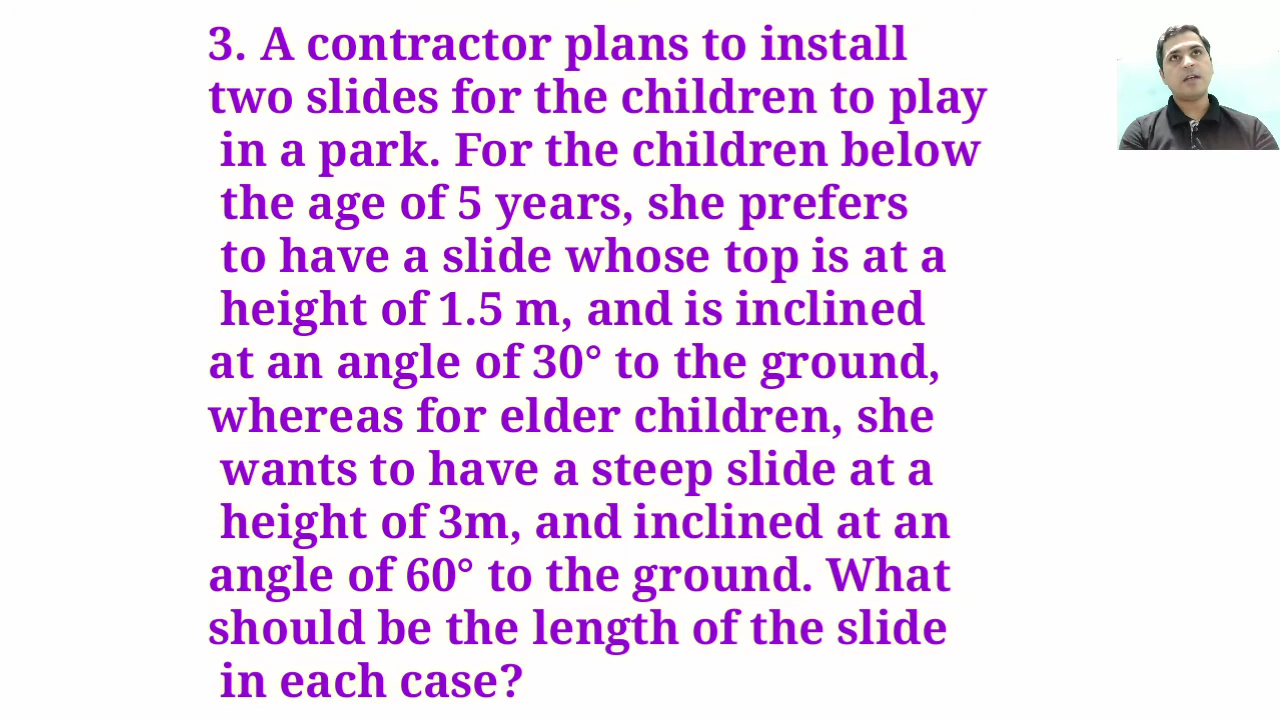 3. A contractor plans to install
two slides for the children to play
in a park. For the children below
the age of 5 years, she prefers
to have a slide whose top is at a
height of 1.5 m, and is inclined
at an angle of 30° to the ground,
whereas for elder children, she
wants to have a steep slide at a
height of 3m, and inclined at an
angle of 60° to the ground. What
should be the length of the slide
in each case?